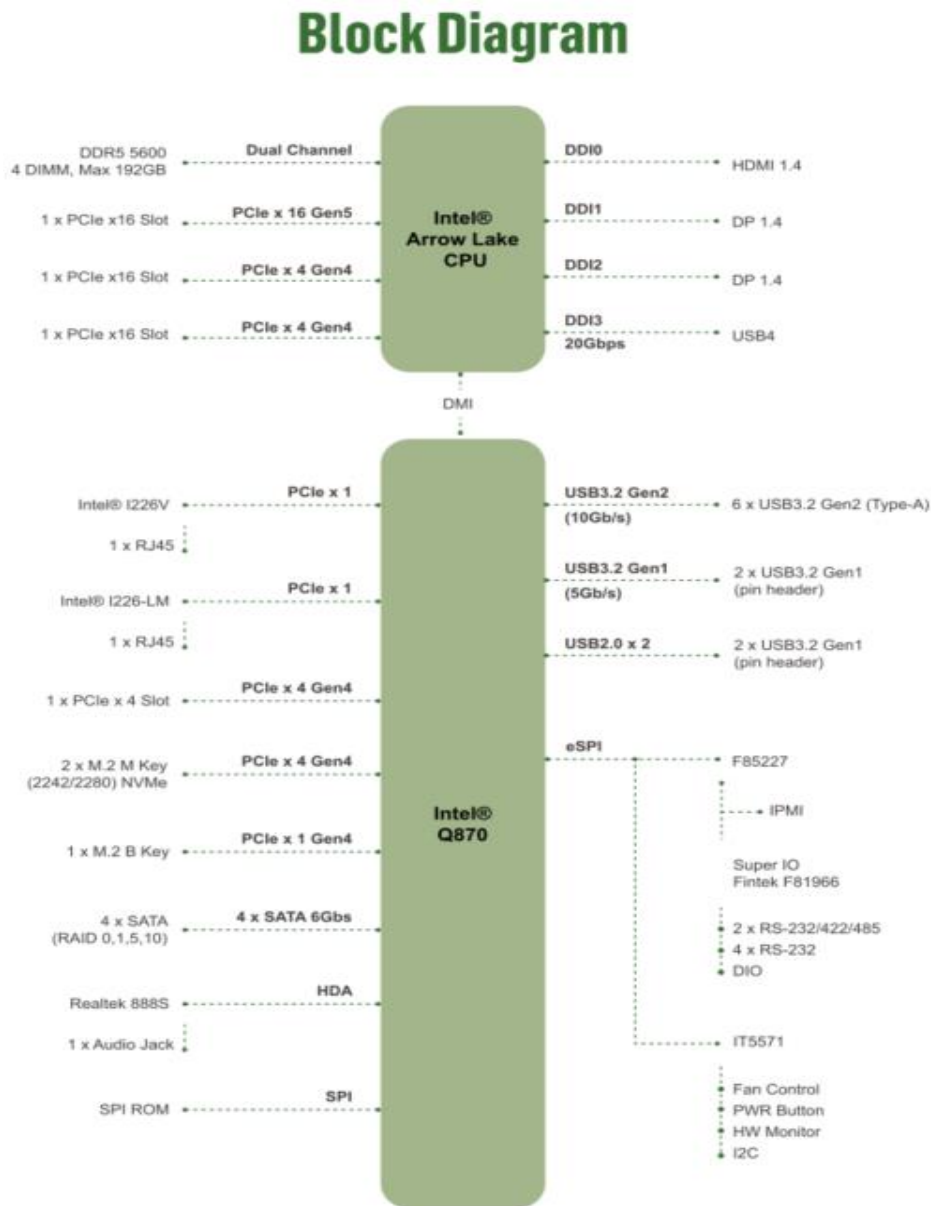 Block Diagram
DDR5 5600
4 DIMM, Max 192GB
Dual Channel
1 x PCIe x16 Slot
PCIe x 16 Gen5
1 x PCIe x16 Slot
PCIe x 4 Gen4
1 x PCIe x16 Slot
PCIe x 4 Gen4
Intel®
Arrow Lake
CPU
DDI0
HDMI 1.4
DDI1
DP 1.4
DDI2
DP 1.4
DDI3
20Gbps
USB4
DMI
Intel® I226V
PCIe x 1
1 x RJ45
Intel® I226-LM
PCIe x 1
1 x RJ45
1 x PCIe x 4 Slot
PCIe x 4 Gen4
2 x M.2 M Key
(2242/2280) NVMe
PCIe x 4 Gen4
1 x M.2 B Key
PCIe x 1 Gen4
4 x SATA
(RAID 0,1,5,10)
4 x SATA 6Gbs
Realtek 888S
HDA
1 x Audio Jack
SPI ROM
SPI
Intel®
Q870
USB3.2 Gen2
(10Gb/s)
6 x USB3.2 Gen2 (Type-A)
USB3.2 Gen1
(5Gb/s)
2 x USB3.2 Gen1
(pin header)
USB2.0 x 2
2 x USB3.2 Gen1
(pin header)
eSPI
F85227
IPMI
Super IO
Fintek F81966
2 x RS-232/422/485
4 x RS-232
DIO
IT5571
Fan Control
PWR Button
HW Monitor
I2C